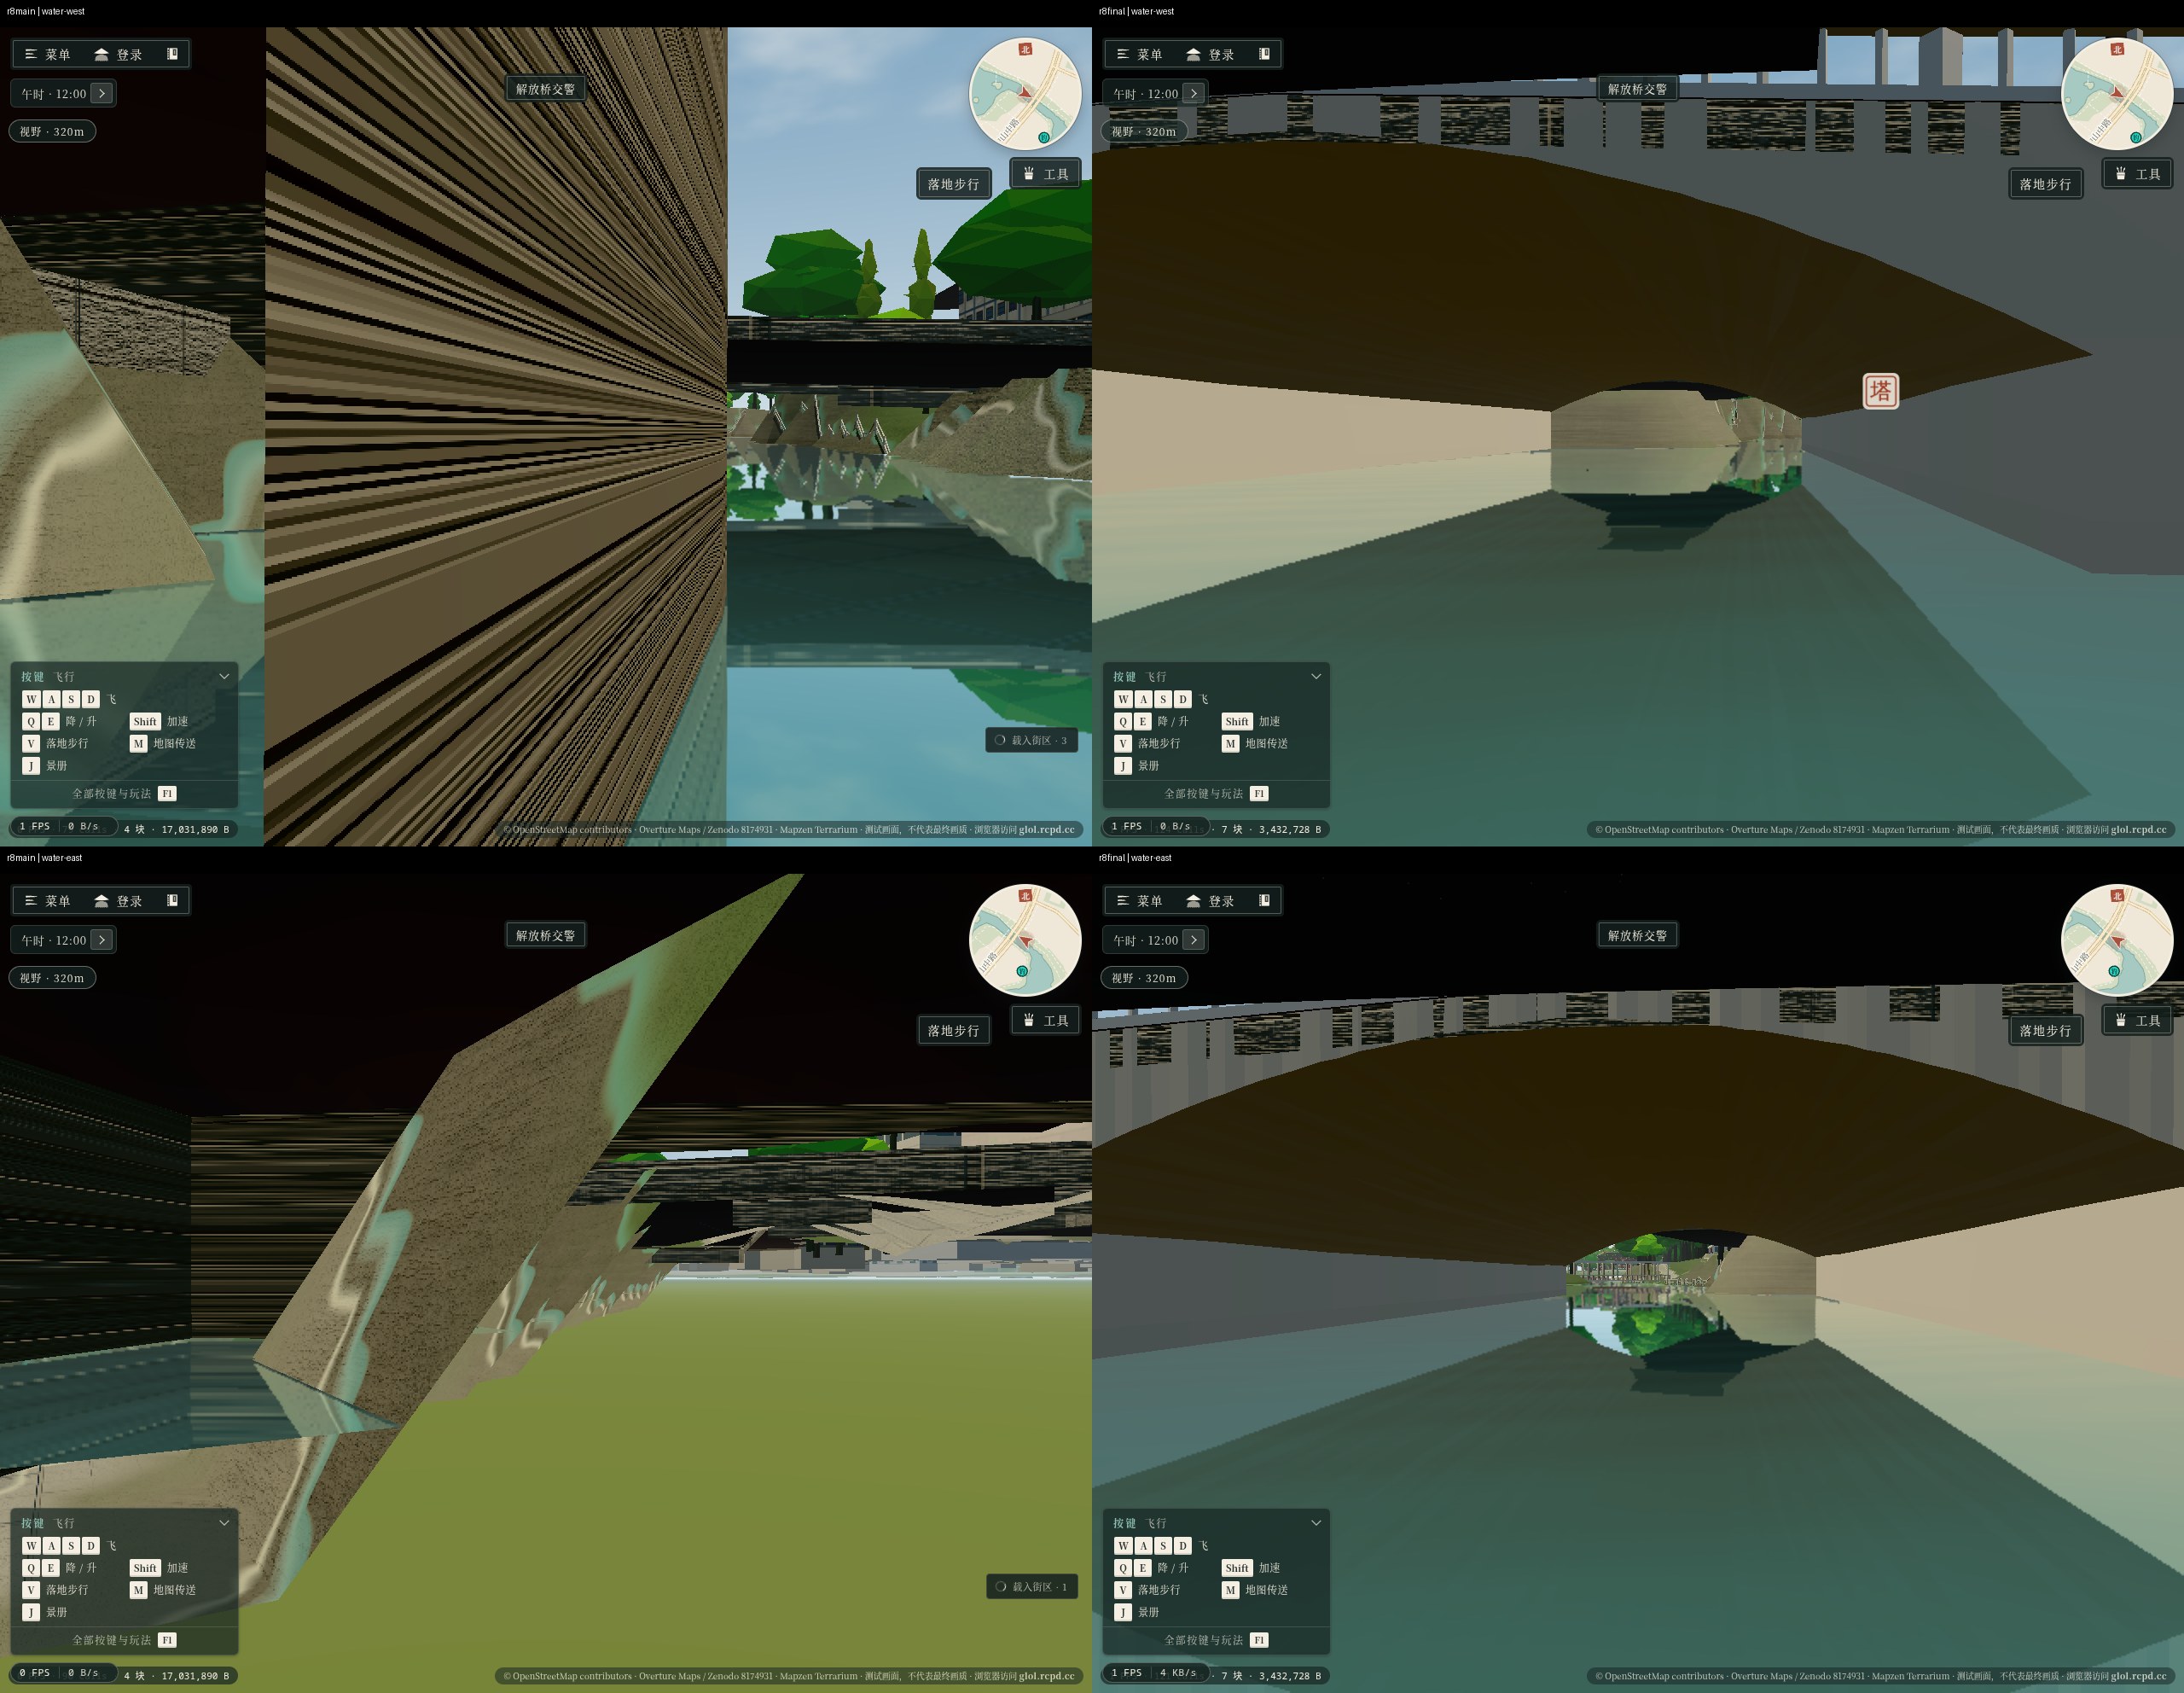 r8main | water-west
菜单 登录
午时 · 12:00
视野 · 320m
解放桥交警
北
山中路
落地步行
工具
载入街区 · 3
按键 飞行
W A S D 飞
Q E 降 / 升 Shift 加速
V 落地步行 M 地图传送
J 景册
全部按键与玩法 F1
1 FPS 0 B/s 4 块 · 17,031,890 B
© OpenStreetMap contributors · Overture Maps / Zenodo 8174931 · Mapzen Terrarium · 测试画面，不代表最终画质 · 浏览器访问 glol.rcpd.cc
r8final | water-west
菜单 登录
午时 · 12:00
视野 · 320m
解放桥交警
北
山中路
落地步行
工具
塔
按键 飞行
W A S D 飞
Q E 降 / 升 Shift 加速
V 落地步行 M 地图传送
J 景册
全部按键与玩法 F1
1 FPS 0 B/s · 7 块 · 3,432,728 B
© OpenStreetMap contributors · Overture Maps / Zenodo 8174931 · Mapzen Terrarium · 测试画面，不代表最终画质 · 浏览器访问 glol.rcpd.cc
r8main | water-east
菜单 登录
午时 · 12:00
视野 · 320m
解放桥交警
北
山中路
落地步行
工具
载入街区 · 1
按键 飞行
W A S D 飞
Q E 降 / 升 Shift 加速
V 落地步行 M 地图传送
J 景册
全部按键与玩法 F1
0 FPS 0 B/s 4 块 · 17,031,890 B
© OpenStreetMap contributors · Overture Maps / Zenodo 8174931 · Mapzen Terrarium · 测试画面，不代表最终画质 · 浏览器访问 glol.rcpd.cc
r8final | water-east
菜单 登录
午时 · 12:00
视野 · 320m
解放桥交警
北
山中路
落地步行
工具
按键 飞行
W A S D 飞
Q E 降 / 升 Shift 加速
V 落地步行 M 地图传送
J 景册
全部按键与玩法 F1
1 FPS 4 KB/s · 7 块 · 3,432,728 B
© OpenStreetMap contributors · Overture Maps / Zenodo 8174931 · Mapzen Terrarium · 测试画面，不代表最终画质 · 浏览器访问 glol.rcpd.cc